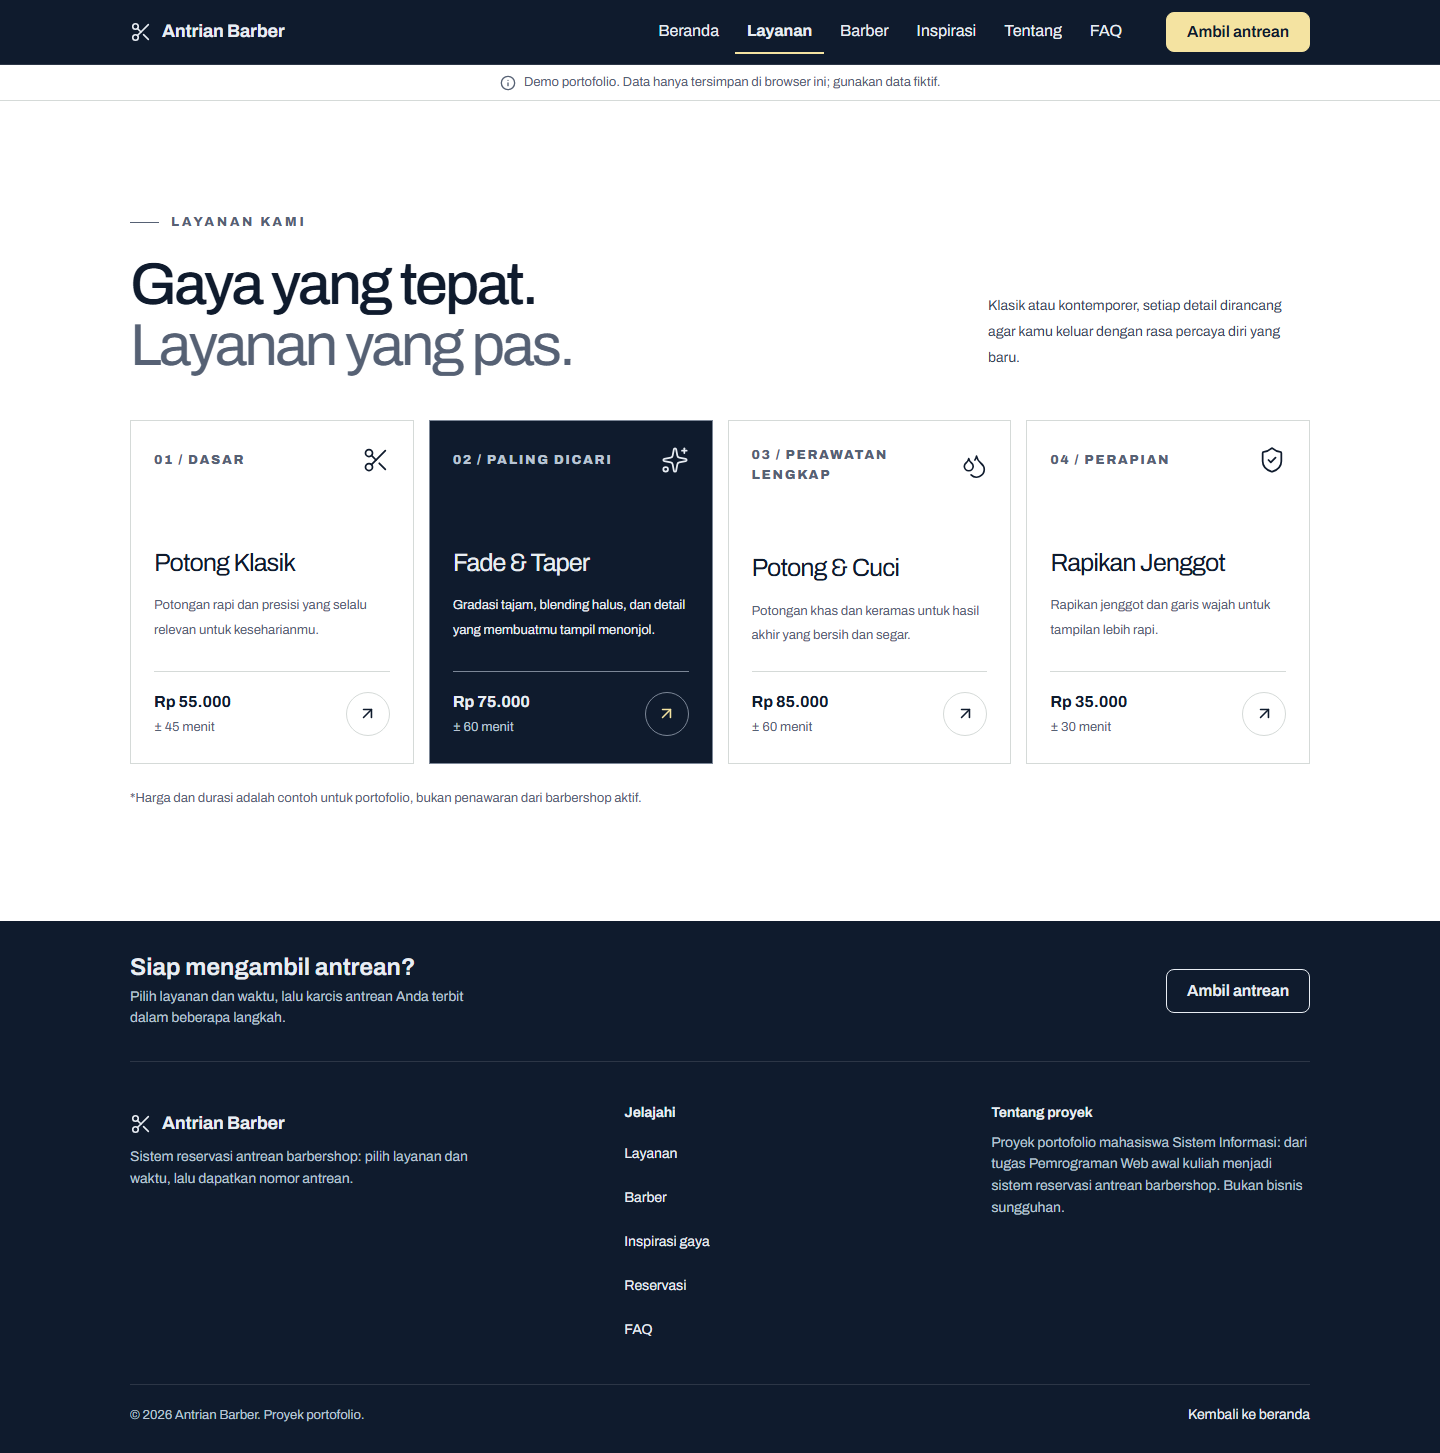 Antrian Barber
Beranda
Layanan
Barber
Inspirasi
Tentang
FAQ
Ambil antrean
Demo portofolio. Data hanya tersimpan di browser ini; gunakan data fiktif.
LAYANAN KAMI
Gaya yang tepat.
Layanan yang pas.
Klasik atau kontemporer, setiap detail dirancang
agar kamu keluar dengan rasa percaya diri yang
baru.
01 / DASAR
Potong Klasik
Potongan rapi dan presisi yang selalu
relevan untuk keseharianmu.
Rp 55.000
± 45 menit
02 / PALING DICARI
Fade & Taper
Gradasi tajam, blending halus, dan detail
yang membuatmu tampil menonjol.
Rp 75.000
± 60 menit
03 / PERAWATAN
LENGKAP
Potong & Cuci
Potongan khas dan keramas untuk hasil
akhir yang bersih dan segar.
Rp 85.000
± 60 menit
04 / PERAPIAN
Rapikan Jenggot
Rapikan jenggot dan garis wajah untuk
tampilan lebih rapi.
Rp 35.000
± 30 menit
*Harga dan durasi adalah contoh untuk portofolio, bukan penawaran dari barbershop aktif.
Siap mengambil antrean?
Pilih layanan dan waktu, lalu karcis antrean Anda terbit
dalam beberapa langkah.
Ambil antrean
Antrian Barber
Sistem reservasi antrean barbershop: pilih layanan dan
waktu, lalu dapatkan nomor antrean.
Jelajahi
Layanan
Barber
Inspirasi gaya
Reservasi
FAQ
Tentang proyek
Proyek portofolio mahasiswa Sistem Informasi: dari
tugas Pemrograman Web awal kuliah menjadi
sistem reservasi antrean barbershop. Bukan bisnis
sungguhan.
© 2026 Antrian Barber. Proyek portofolio.
Kembali ke beranda